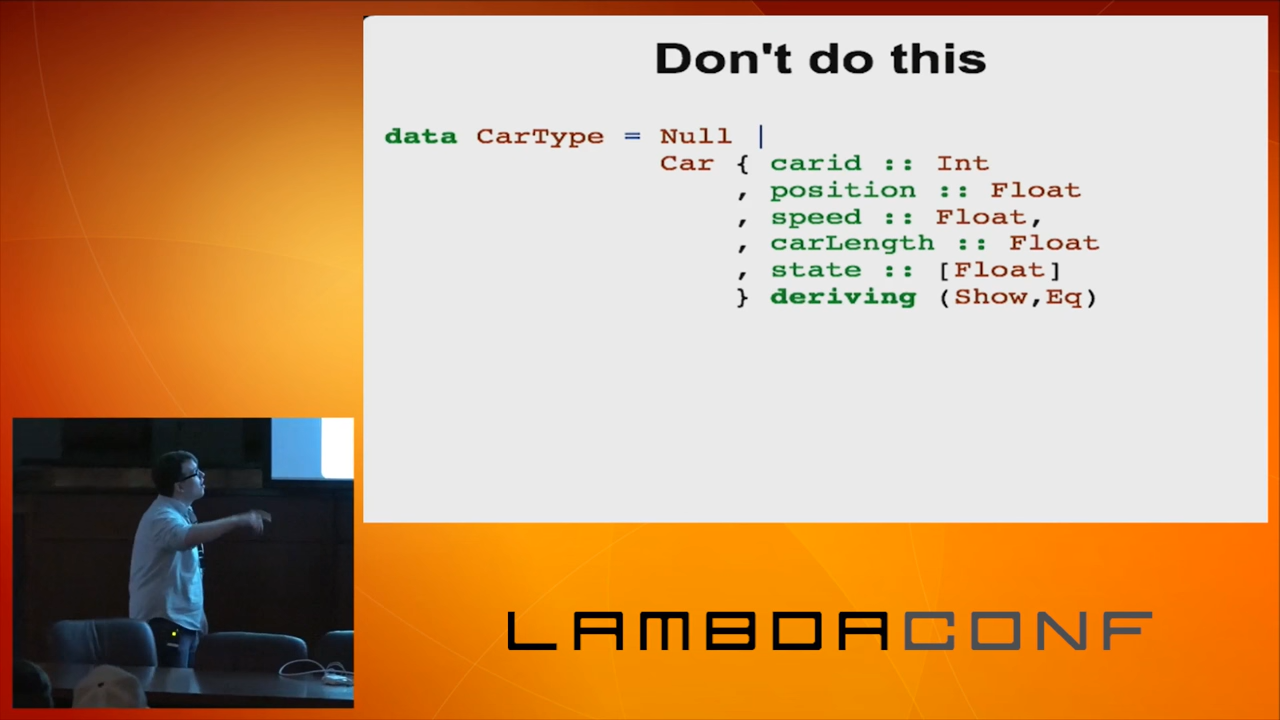 Don't do this
data CarType = Null |
Car { carid :: Int
, position :: Float
, speed :: Float,
, carLength :: Float
, state :: [Float]
} deriving (Show,Eq)
LAMBDACONF